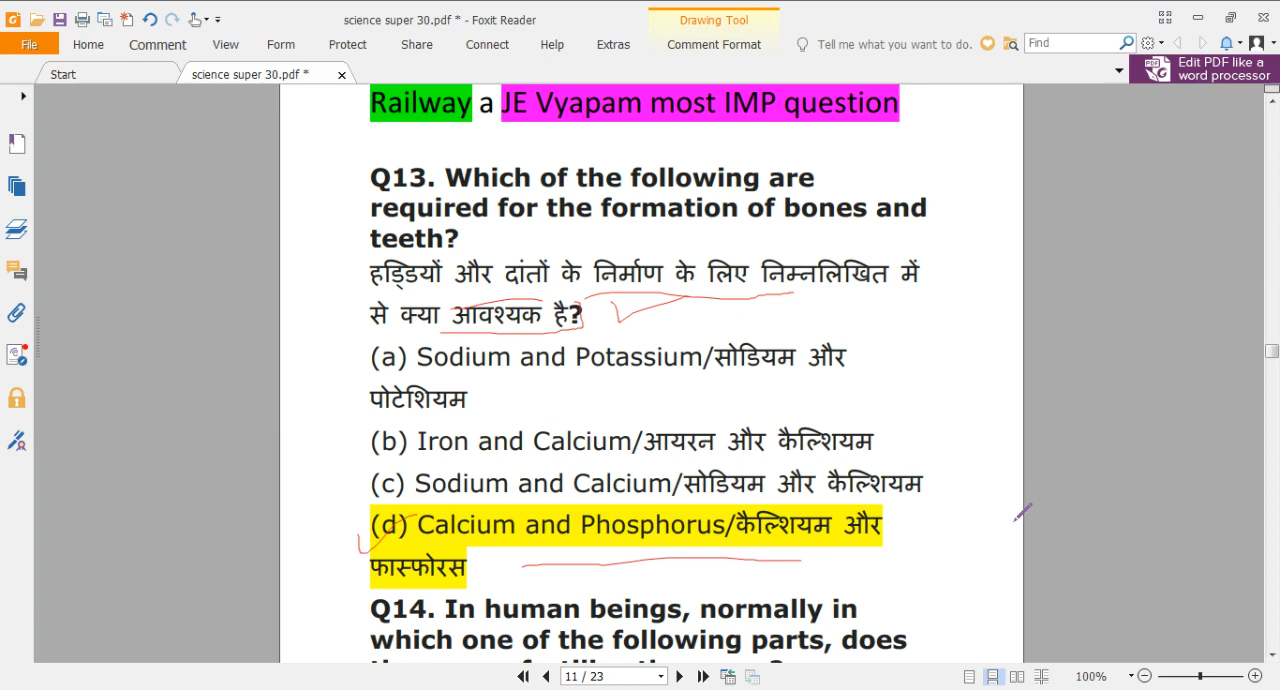 science super 30.pdf * - Foxit Reader
Drawing Tool
File Home Comment View Form Protect Share Connect Help Extras Comment Format Tell me what you want to do. Find
Start science super 30.pdf * Edit PDF like a
word processor
Railway a JE Vyapam most IMP question
Q13. Which of the following are
required for the formation of bones and
teeth?
हड्डियों और दांतों के निर्माण के लिए निम्नलिखित में
से क्या आवश्यक है?
(a) Sodium and Potassium/सोडियम और
पोटेशियम
(b) Iron and Calcium/आयरन और कैल्शियम
(c) Sodium and Calcium/सोडियम और कैल्शियम
(d) Calcium and Phosphorus/कैल्शियम और
फास्फोरस
Q14. In human beings, normally in
which one of the following parts, does
11 / 23 100%